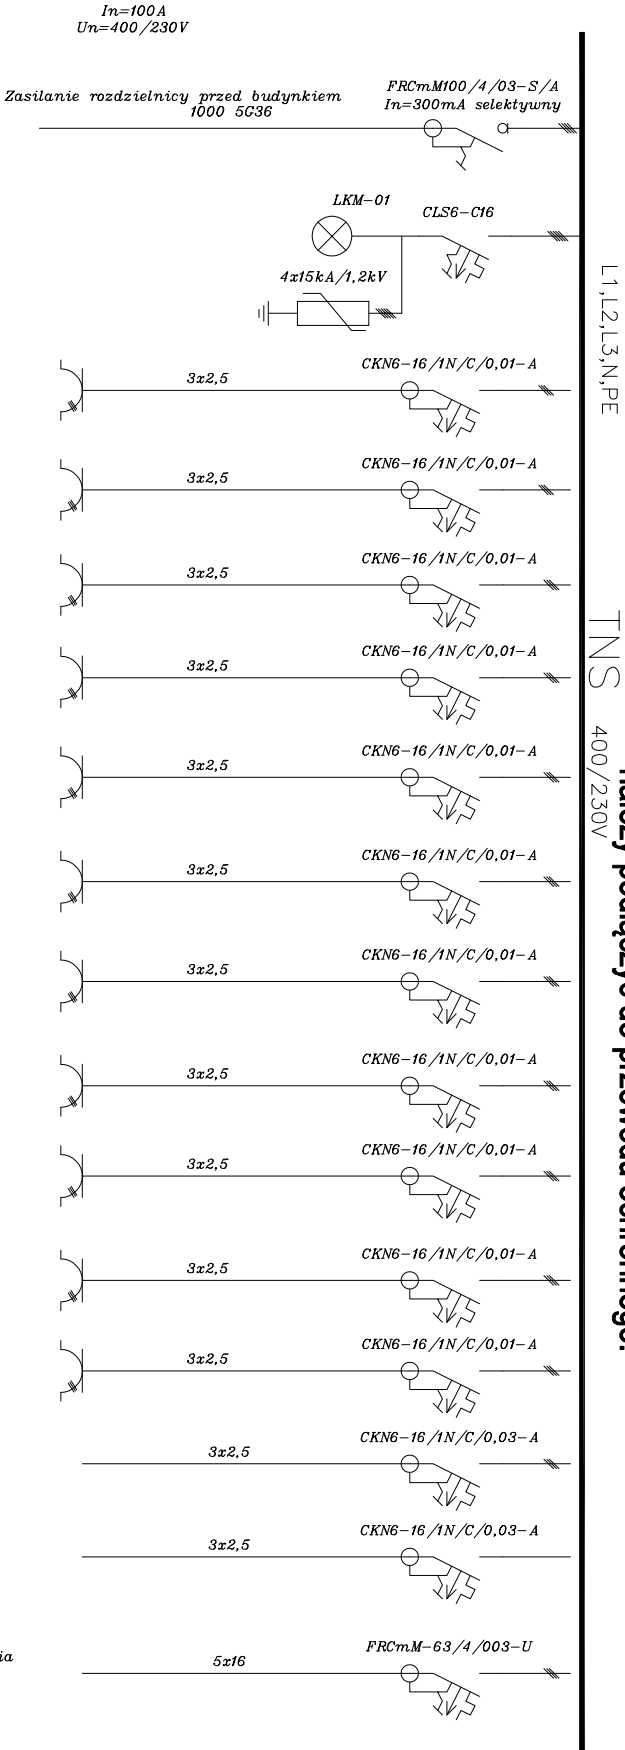 In=100A
Un=400/230V
Zasilanie rozdzielnicy przed budynkiem
1000 5G36
FRCmM100/4/03-S/A
In=300mA selektywny
LKM-01
CLS6-C16
4x15kA/1,2kV
L1,L2,L3,N,PE
3x2,5
CKN6-16/1N/C/0,01-A
3x2,5
CKN6-16/1N/C/0,01-A
3x2,5
CKN6-16/1N/C/0,01-A
TNS
3x2,5
CKN6-16/1N/C/0,01-A
400/230V
3x2,5
CKN6-16/1N/C/0,01-A
3x2,5
CKN6-16/1N/C/0,01-A
3x2,5
CKN6-16/1N/C/0,01-A
3x2,5
CKN6-16/1N/C/0,01-A
3x2,5
CKN6-16/1N/C/0,01-A
3x2,5
CKN6-16/1N/C/0,01-A
3x2,5
CKN6-16/1N/C/0,01-A
3x2,5
CKN6-16/1N/C/0,03-A
3x2,5
CKN6-16/1N/C/0,03-A
ia
5x16
FRCmM-63/4/003-U